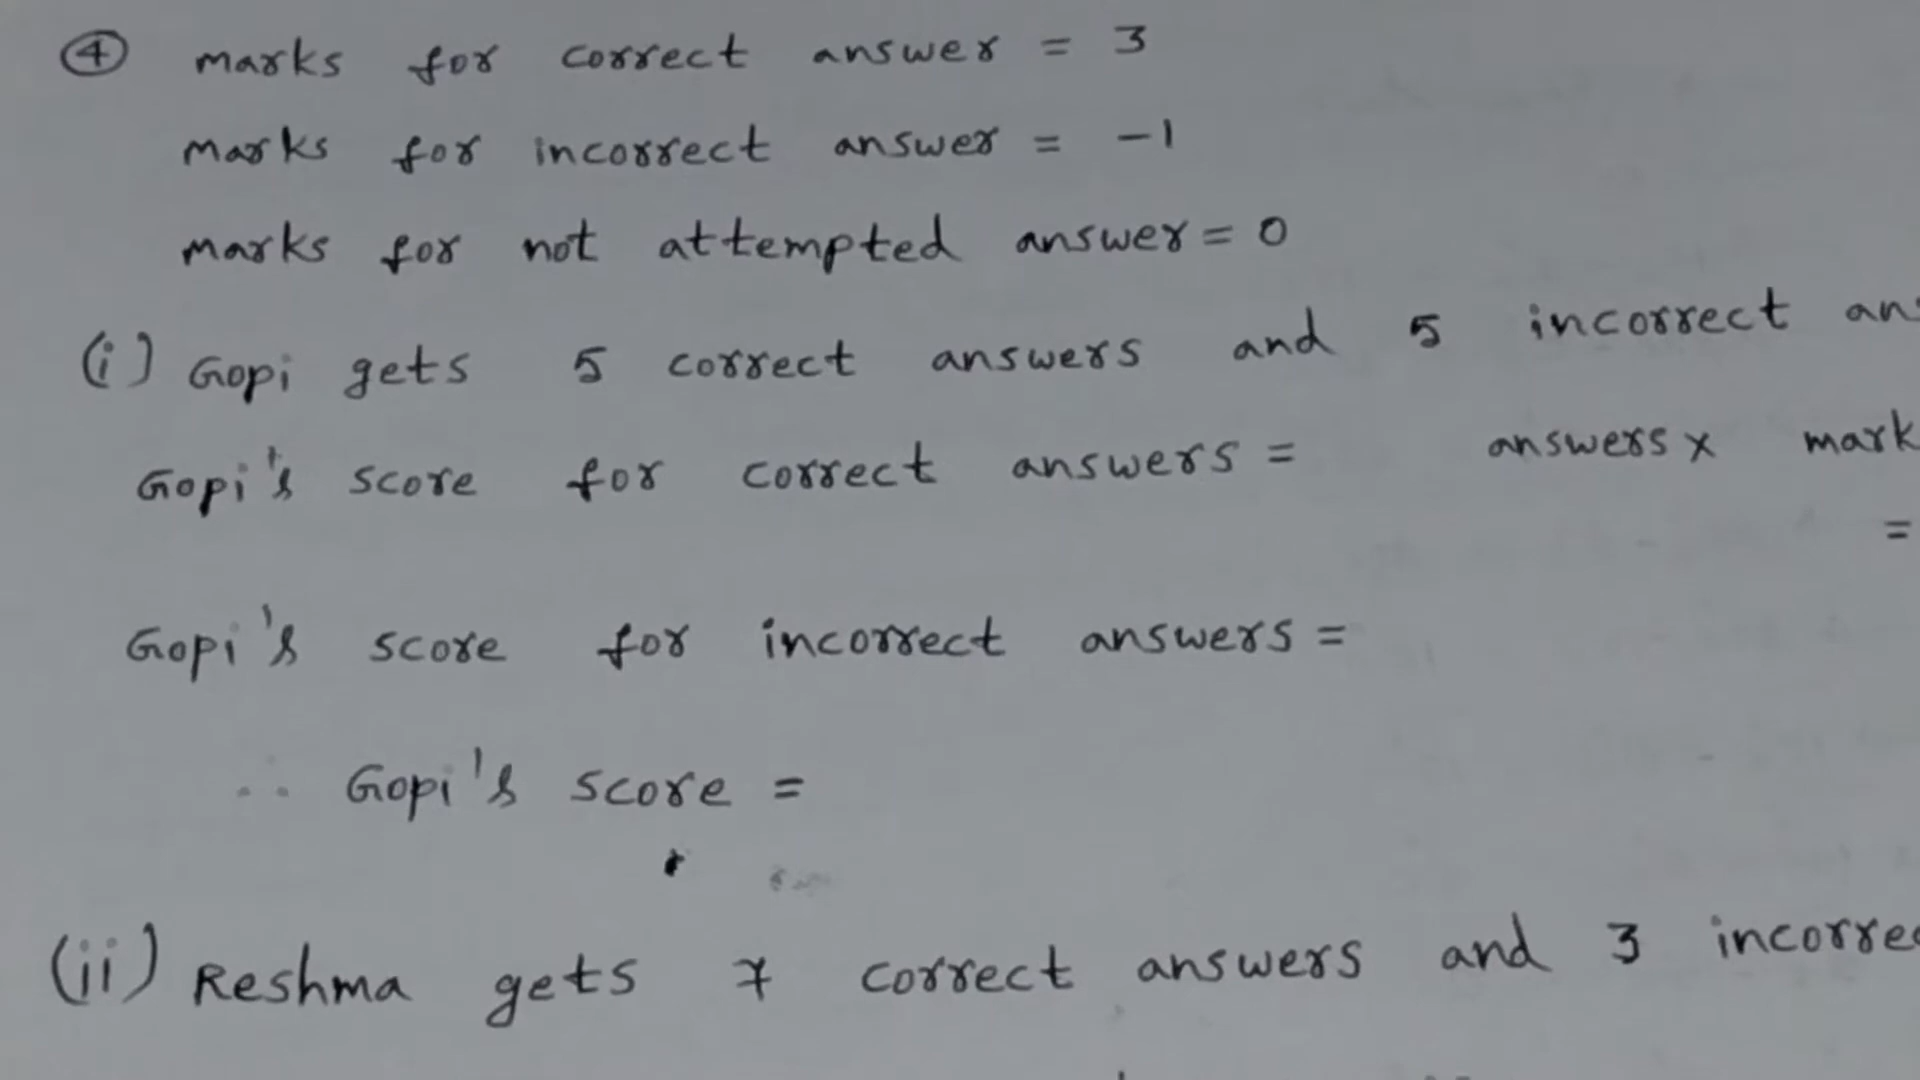 ④ marks for correct answer = 3
marks for incorrect answer = -1
marks for not attempted answer = 0
(i) Gopi gets 5 correct answers and 5 incorrect ans
Gopi's score for correct answers = answers x mark
=
Gopi's score for incorrect answers =
Gopi's score =
(ii) Reshma gets 7 correct answers and 3 incorrec